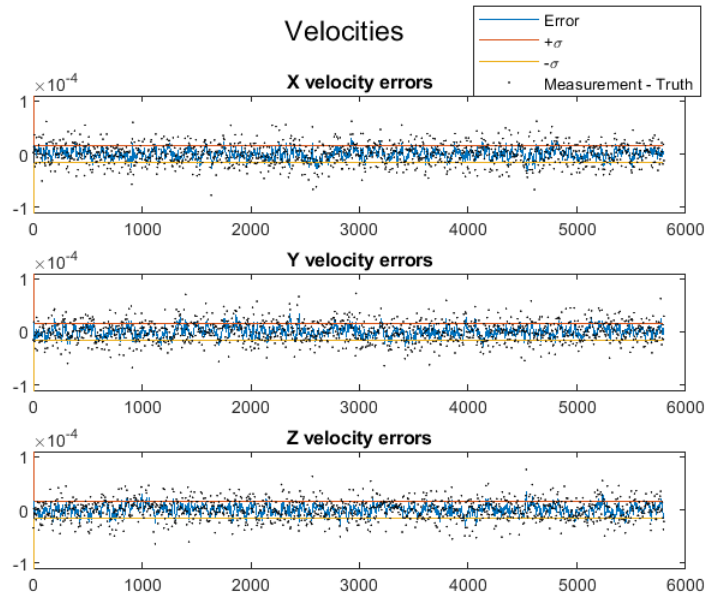 Velocities
Error
+σ
-σ
Measurement - Truth
×10⁻⁴
X velocity errors
1
0
-1
0 1000 2000 3000 4000 5000 6000
×10⁻⁴
Y velocity errors
1
0
-1
0 1000 2000 3000 4000 5000 6000
×10⁻⁴
Z velocity errors
1
0
-1
0 1000 2000 3000 4000 5000 6000